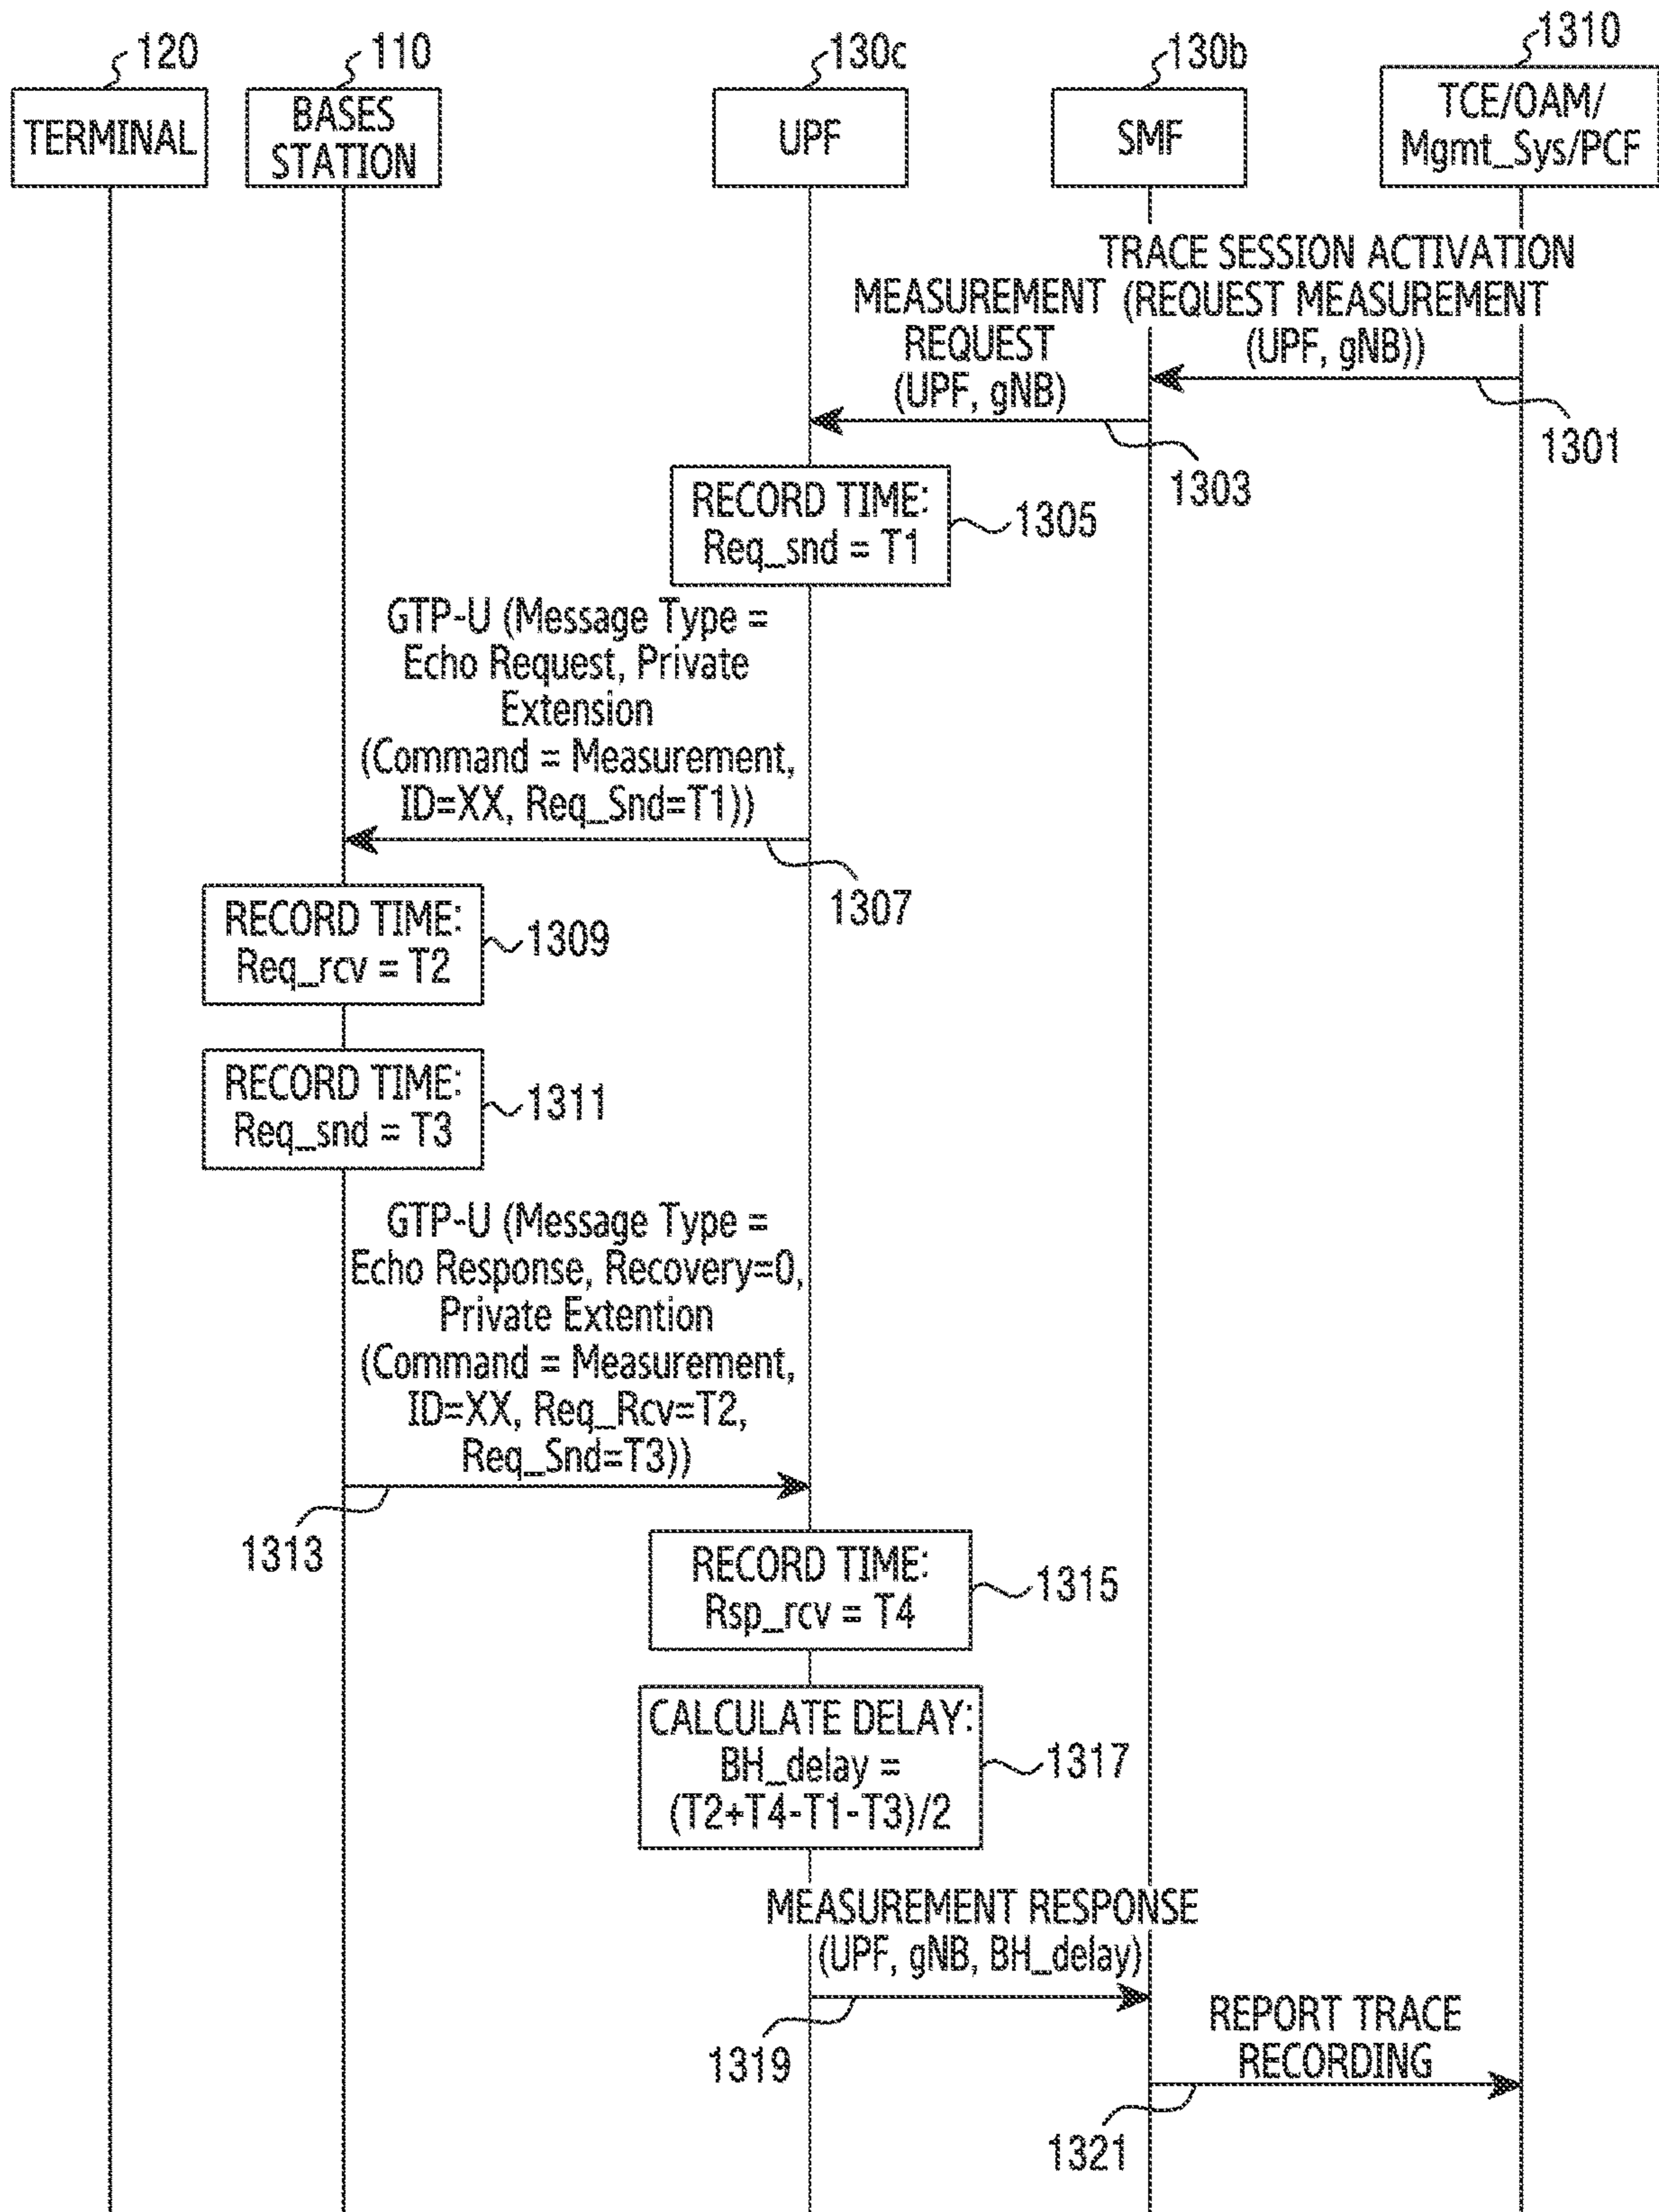 120
110
130c
130b
1310
TERMINAL
BASES
STATION
UPF
SMF
TCE/OAM/
Mgmt_Sys/PCF
TRACE SESSION ACTIVATION
(REQUEST MEASUREMENT
(UPF, gNB))
1301
MEASUREMENT
REQUEST
(UPF, gNB)
1303
RECORD TIME:
Req_snd = T1
1305
GTP-U (Message Type =
Echo Request, Private
Extension
(Command = Measurement,
ID=XX, Req_Snd=T1))
1307
RECORD TIME:
Req_rcv = T2
1309
RECORD TIME:
Req_snd = T3
1311
GTP-U (Message Type =
Echo Response, Recovery=0,
Private Extention
(Command = Measurement,
ID=XX, Req_Rcv=T2,
Req_Snd=T3))
1313
RECORD TIME:
Rsp_rcv = T4
1315
CALCULATE DELAY:
BH_delay =
(T2+T4-T1-T3)/2
1317
MEASUREMENT RESPONSE
(UPF, gNB, BH_delay)
1319
REPORT TRACE
RECORDING
1321